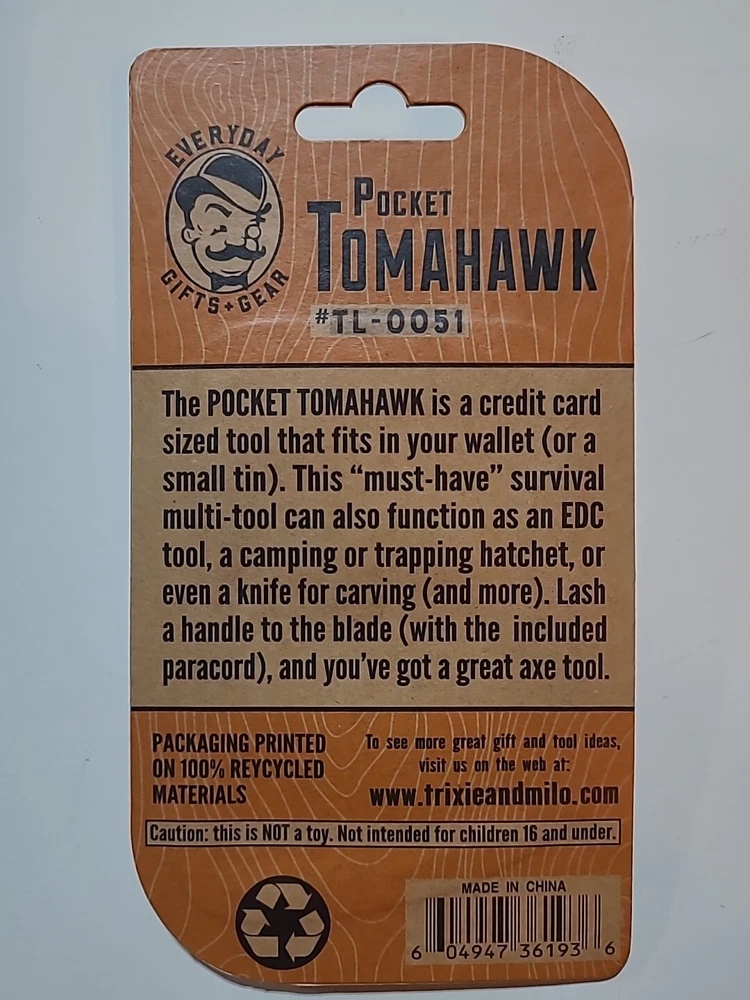 EVERYDAY
GIFTS+GEAR
POCKET
TOMAHAWK
#TL-0051
The POCKET TOMAHAWK is a credit card
sized tool that fits in your wallet (or a
small tin). This “must-have” survival
multi-tool can also function as an EDC
tool, a camping or trapping hatchet, or
even a knife for carving (and more). Lash
a handle to the blade (with the included
paracord), and you've got a great axe tool.
PACKAGING PRINTED
ON 100% REYCYCLED
MATERIALS
To see more great gift and tool ideas,
visit us on the web at:
www.trixieandmilo.com
Caution: this is NOT a toy. Not intended for children 16 and under.
MADE IN CHINA
6 04947 36193 6